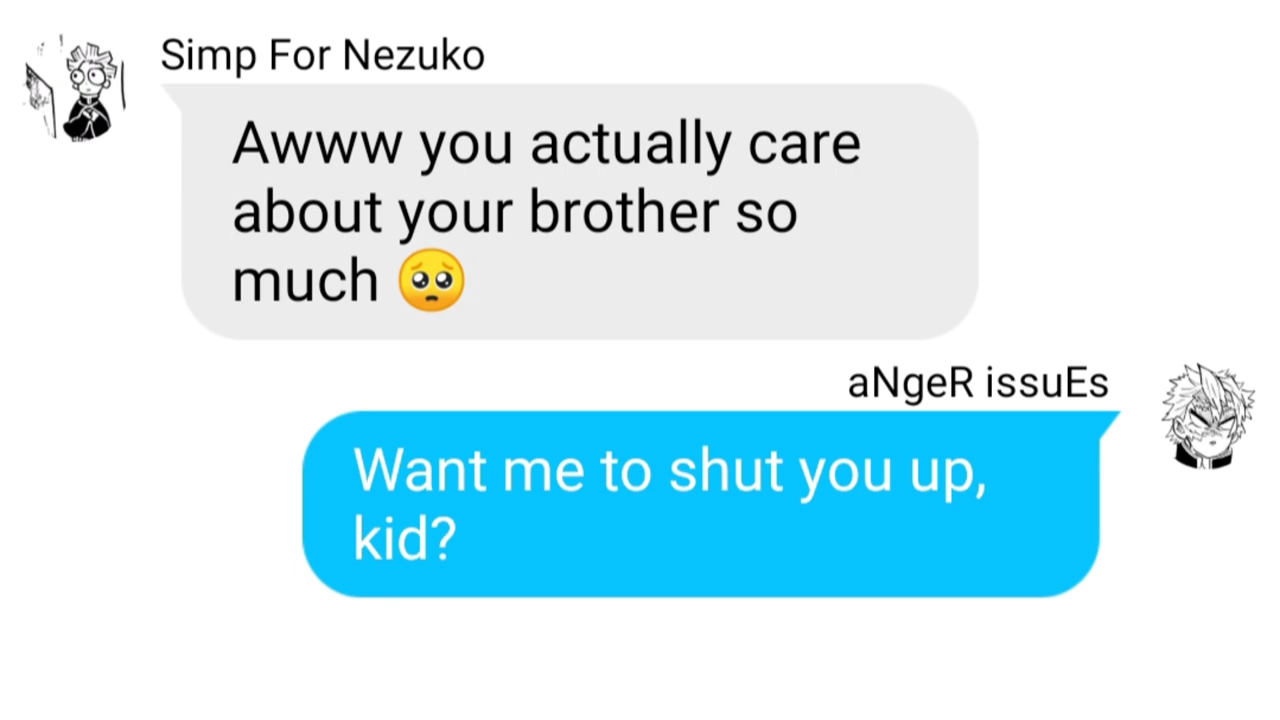 Simp For Nezuko
Awww you actually care
about your brother so
much 🥺
aNgeR issuEs
Want me to shut you up,
kid?